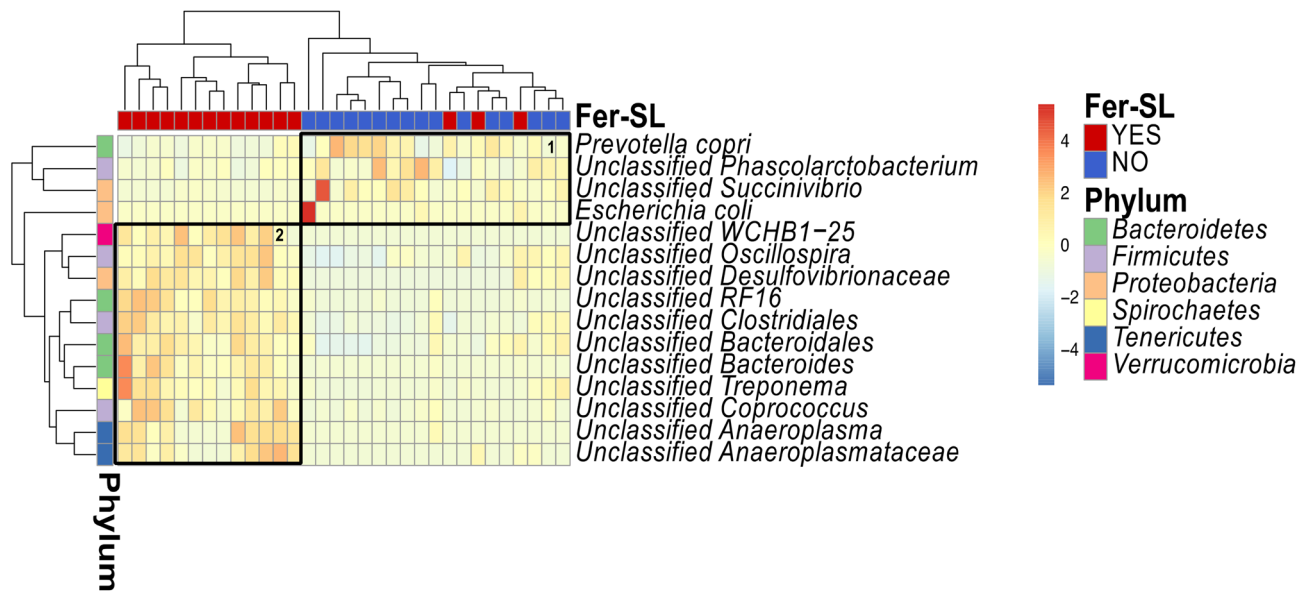 Fer-SL
Prevotella copri
Unclassified Phascolarctobacterium
Unclassified Succinivibrio
Escherichia coli
Unclassified WCHB1−25
Unclassified Oscillospira
Unclassified Desulfovibrionaceae
Unclassified RF16
Unclassified Clostridiales
Unclassified Bacteroidales
Unclassified Bacteroides
Unclassified Treponema
Unclassified Coprococcus
Unclassified Anaeroplasma
Unclassified Anaeroplasmataceae
1
2
Phylum
4
2
0
−2
−4
Fer-SL
YES
NO
Phylum
Bacteroidetes
Firmicutes
Proteobacteria
Spirochaetes
Tenericutes
Verrucomicrobia